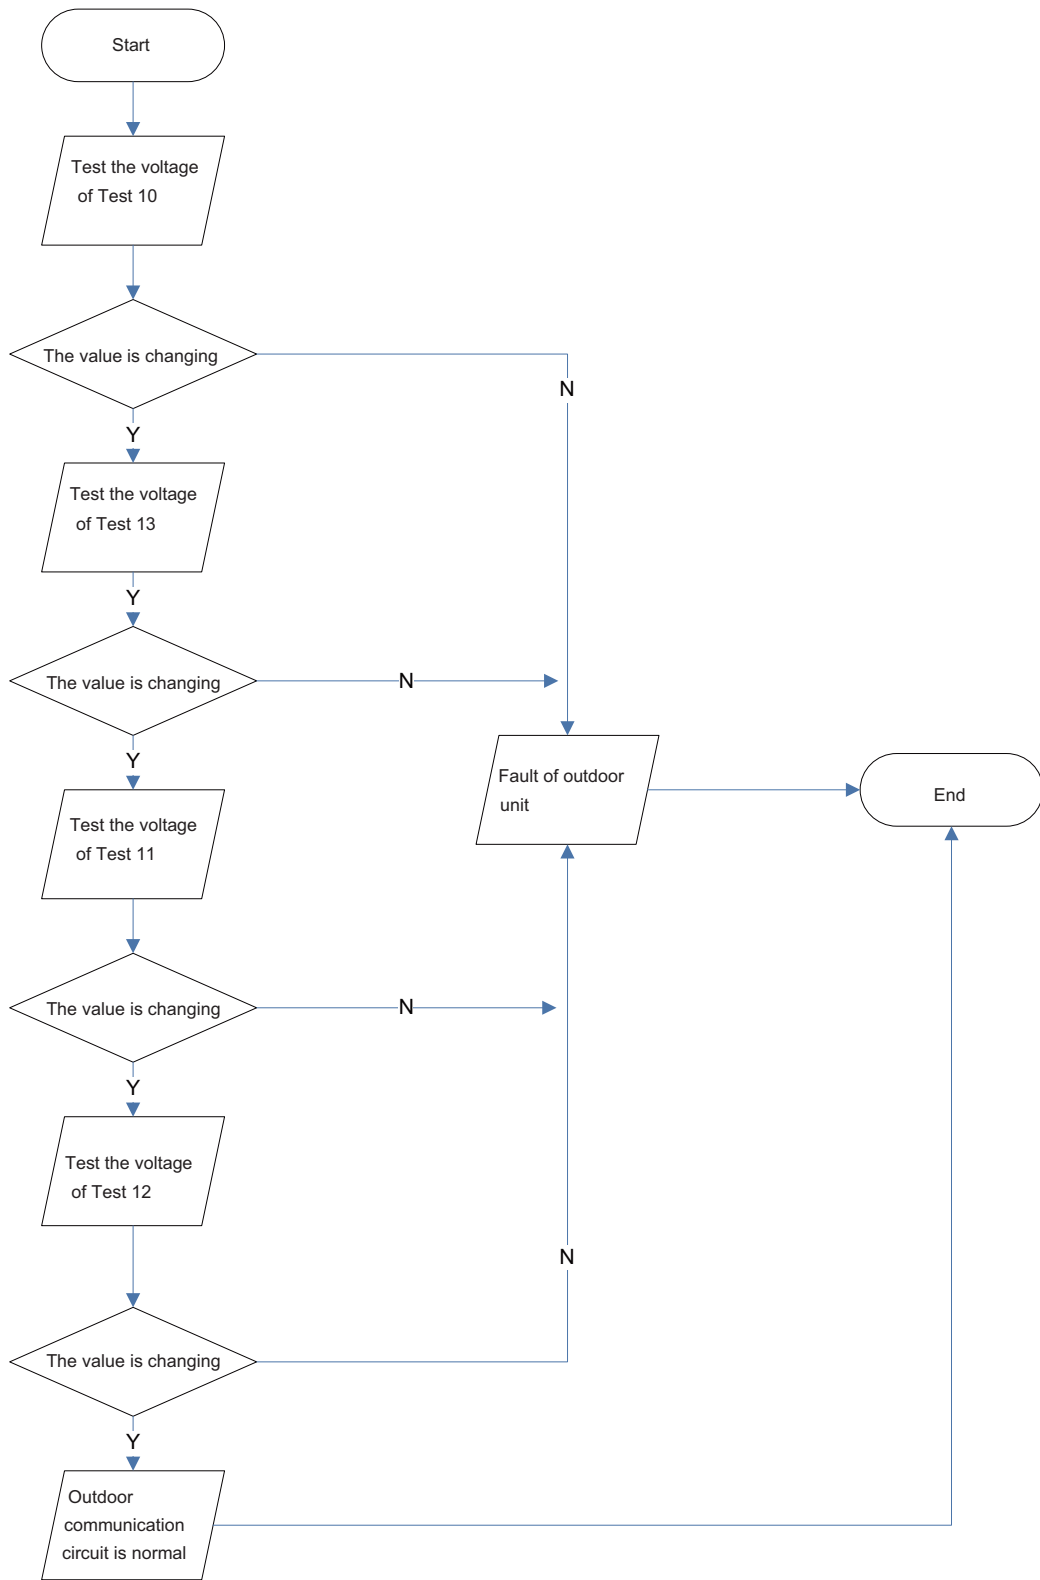 Start
Test the voltage
of Test 10
The value is changing
N
Y
Test the voltage
of Test 13
Y
The value is changing
N
Y
Fault of outdoor
unit
End
Test the voltage
of Test 11
The value is changing
N
Y
Test the voltage
of Test 12
N
The value is changing
Y
Outdoor
communication
circuit is normal